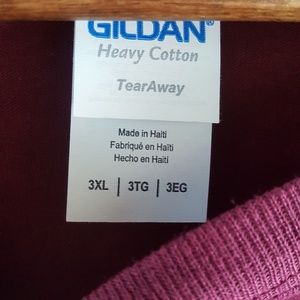 GILDAN®
Heavy Cotton
TearAway
Made in Haiti
Fabriqué en Haïti
Hecho en Haití
3XL | 3TG | 3EG